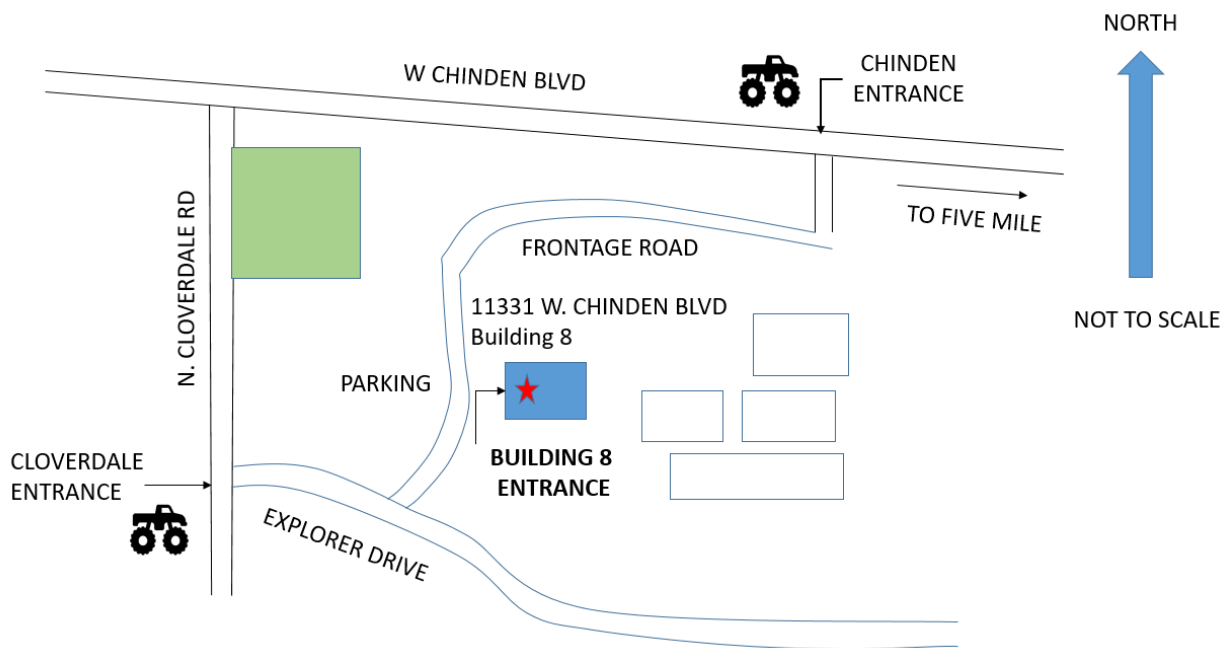 NORTH
W CHINDEN BLVD
CHINDEN
ENTRANCE
N. CLOVERDALE RD
TO FIVE MILE
FRONTAGE ROAD
11331 W. CHINDEN BLVD
Building 8
NOT TO SCALE
PARKING
BUILDING 8
ENTRANCE
CLOVERDALE
ENTRANCE
EXPLORER DRIVE